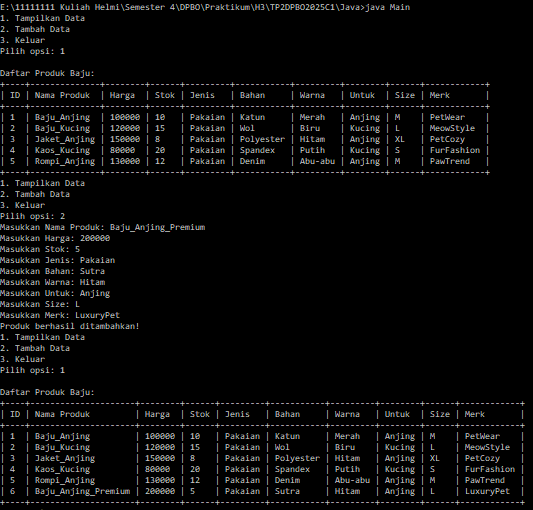 E:\11111111 Kuliah Helmi\Semester 4\DPBO\Praktikum\H3\TP2DPBO2025C1\Java>java Main
1. Tampilkan Data
2. Tambah Data
3. Keluar
Pilih opsi: 1
Daftar Produk Baju:
+----+--------------+--------+------+---------+-----------+---------+--------+------+------------+
| ID | Nama Produk | Harga | Stok | Jenis | Bahan | Warna | Untuk | Size | Merk |
+----+--------------+--------+------+---------+-----------+---------+--------+------+------------+
| 1 | Baju_Anjing | 100000 | 10 | Pakaian | Katun | Merah | Anjing | M | PetWear |
| 2 | Baju_Kucing | 120000 | 15 | Pakaian | Wol | Biru | Kucing | L | MeowStyle |
| 3 | Jaket_Anjing | 150000 | 8 | Pakaian | Polyester | Hitam | Anjing | XL | PetCozy |
| 4 | Kaos_Kucing | 80000 | 20 | Pakaian | Spandex | Putih | Kucing | S | FurFashion |
| 5 | Rompi_Anjing | 130000 | 12 | Pakaian | Denim | Abu-abu | Anjing | M | PawTrend |
+----+--------------+--------+------+---------+-----------+---------+--------+------+------------+
1. Tampilkan Data
2. Tambah Data
3. Keluar
Pilih opsi: 2
Masukkan Nama Produk: Baju_Anjing_Premium
Masukkan Harga: 200000
Masukkan Stok: 5
Masukkan Jenis: Pakaian
Masukkan Bahan: Sutra
Masukkan Warna: Hitam
Masukkan Untuk: Anjing
Masukkan Size: L
Masukkan Merk: LuxuryPet
Produk berhasil ditambahkan!
1. Tampilkan Data
2. Tambah Data
3. Keluar
Pilih opsi: 1
Daftar Produk Baju:
+----+---------------------+--------+------+---------+-----------+---------+--------+------+------------+
| ID | Nama Produk | Harga | Stok | Jenis | Bahan | Warna | Untuk | Size | Merk |
+----+---------------------+--------+------+---------+-----------+---------+--------+------+------------+
| 1 | Baju_Anjing | 100000 | 10 | Pakaian | Katun | Merah | Anjing | M | PetWear |
| 2 | Baju_Kucing | 120000 | 15 | Pakaian | Wol | Biru | Kucing | L | MeowStyle |
| 3 | Jaket_Anjing | 150000 | 8 | Pakaian | Polyester | Hitam | Anjing | XL | PetCozy |
| 4 | Kaos_Kucing | 80000 | 20 | Pakaian | Spandex | Putih | Kucing | S | FurFashion |
| 5 | Rompi_Anjing | 130000 | 12 | Pakaian | Denim | Abu-abu | Anjing | M | PawTrend |
| 6 | Baju_Anjing_Premium | 200000 | 5 | Pakaian | Sutra | Hitam | Anjing | L | LuxuryPet |
+----+---------------------+--------+------+---------+-----------+---------+--------+------+------------+